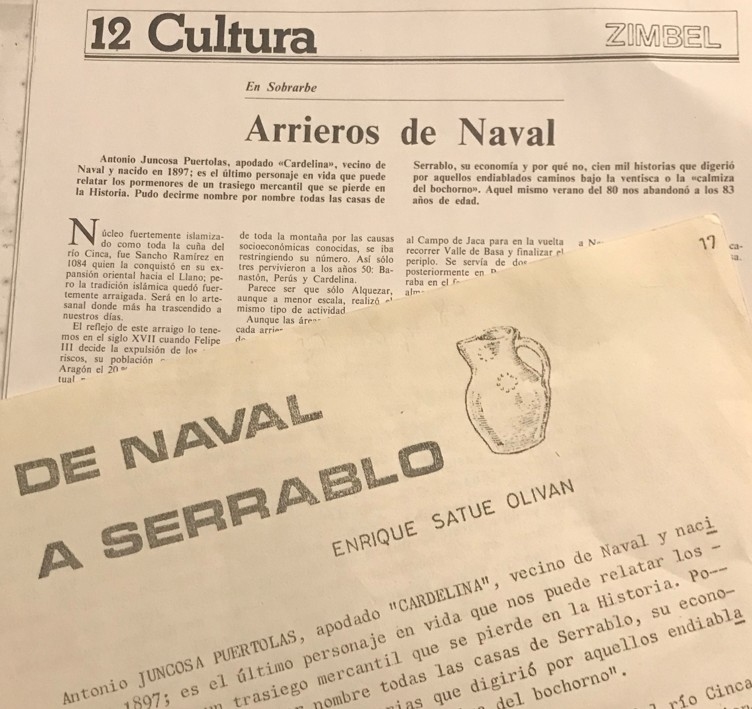 12 Cultura
ZIMBEL
En Sobrarbe
Arrieros de Naval
Antonio Juncosa Puertolas, apodado «Cardelina», vecino de
Naval y nacido en 1897; es el último personaje en vida que puede
relatar los pormenores de un trasiego mercantil que se pierde en
la Historia. Pudo decirme nombre por nombre todas las casas de
Serrablo, su economía y por qué no, cien mil historias que digerió
por aquellos endiablados caminos bajo la ventisca o la «calmiza
del bochorno». Aquel mismo verano del 80 nos abandonó a los 83
años de edad.
Núcleo fuertemente islamiza-
do como toda la cuña del
río Cinca, fue Sancho Ramírez en
1084 quien la conquistó en su ex-
pansión oriental hacia el Llano; pe-
ro la tradición islámica quedó fuer-
temente arraigada. Será en lo arte-
sanal donde más ha trascendido a
nuestros días.
El reflejo de este arraigo lo tene-
mos en el siglo XVII cuando Felipe
III decide la expulsión de los
riscos, su población
Aragón el 20
tual
de toda la montaña por las causas
socioeconómicas conocidas, se iba
restringiendo su número. Así sólo
tres pervivieron a los años 50: Ba-
nastón, Perús y Cardelina.
Parece ser que sólo Alquezar,
aunque a menor escala, realizó el
mismo tipo de actividad
Aunque las áreas
cada arrie
al Campo de Jaca para en la vuelta
recorrer Valle de Basa y finalizar el
periplo. Se servía de dos
posteriormente en
raba en el
a
ca-
sa.
17
DE NAVAL
A SERRABLO
ENRIQUE SATUE OLIVAN
Antonio JUNCOSA PUERTOLAS, apodado "CARDELINA", vecino de Naval y naci
1897; es el último personaje en vida que nos puede relatar los -
un trasiego mercantil que se pierde en la Historia. Po--
nombre todas las casas de Serrablo, su econo-
que digirió por aquellos endiabla
del bochorno".
río Cinca